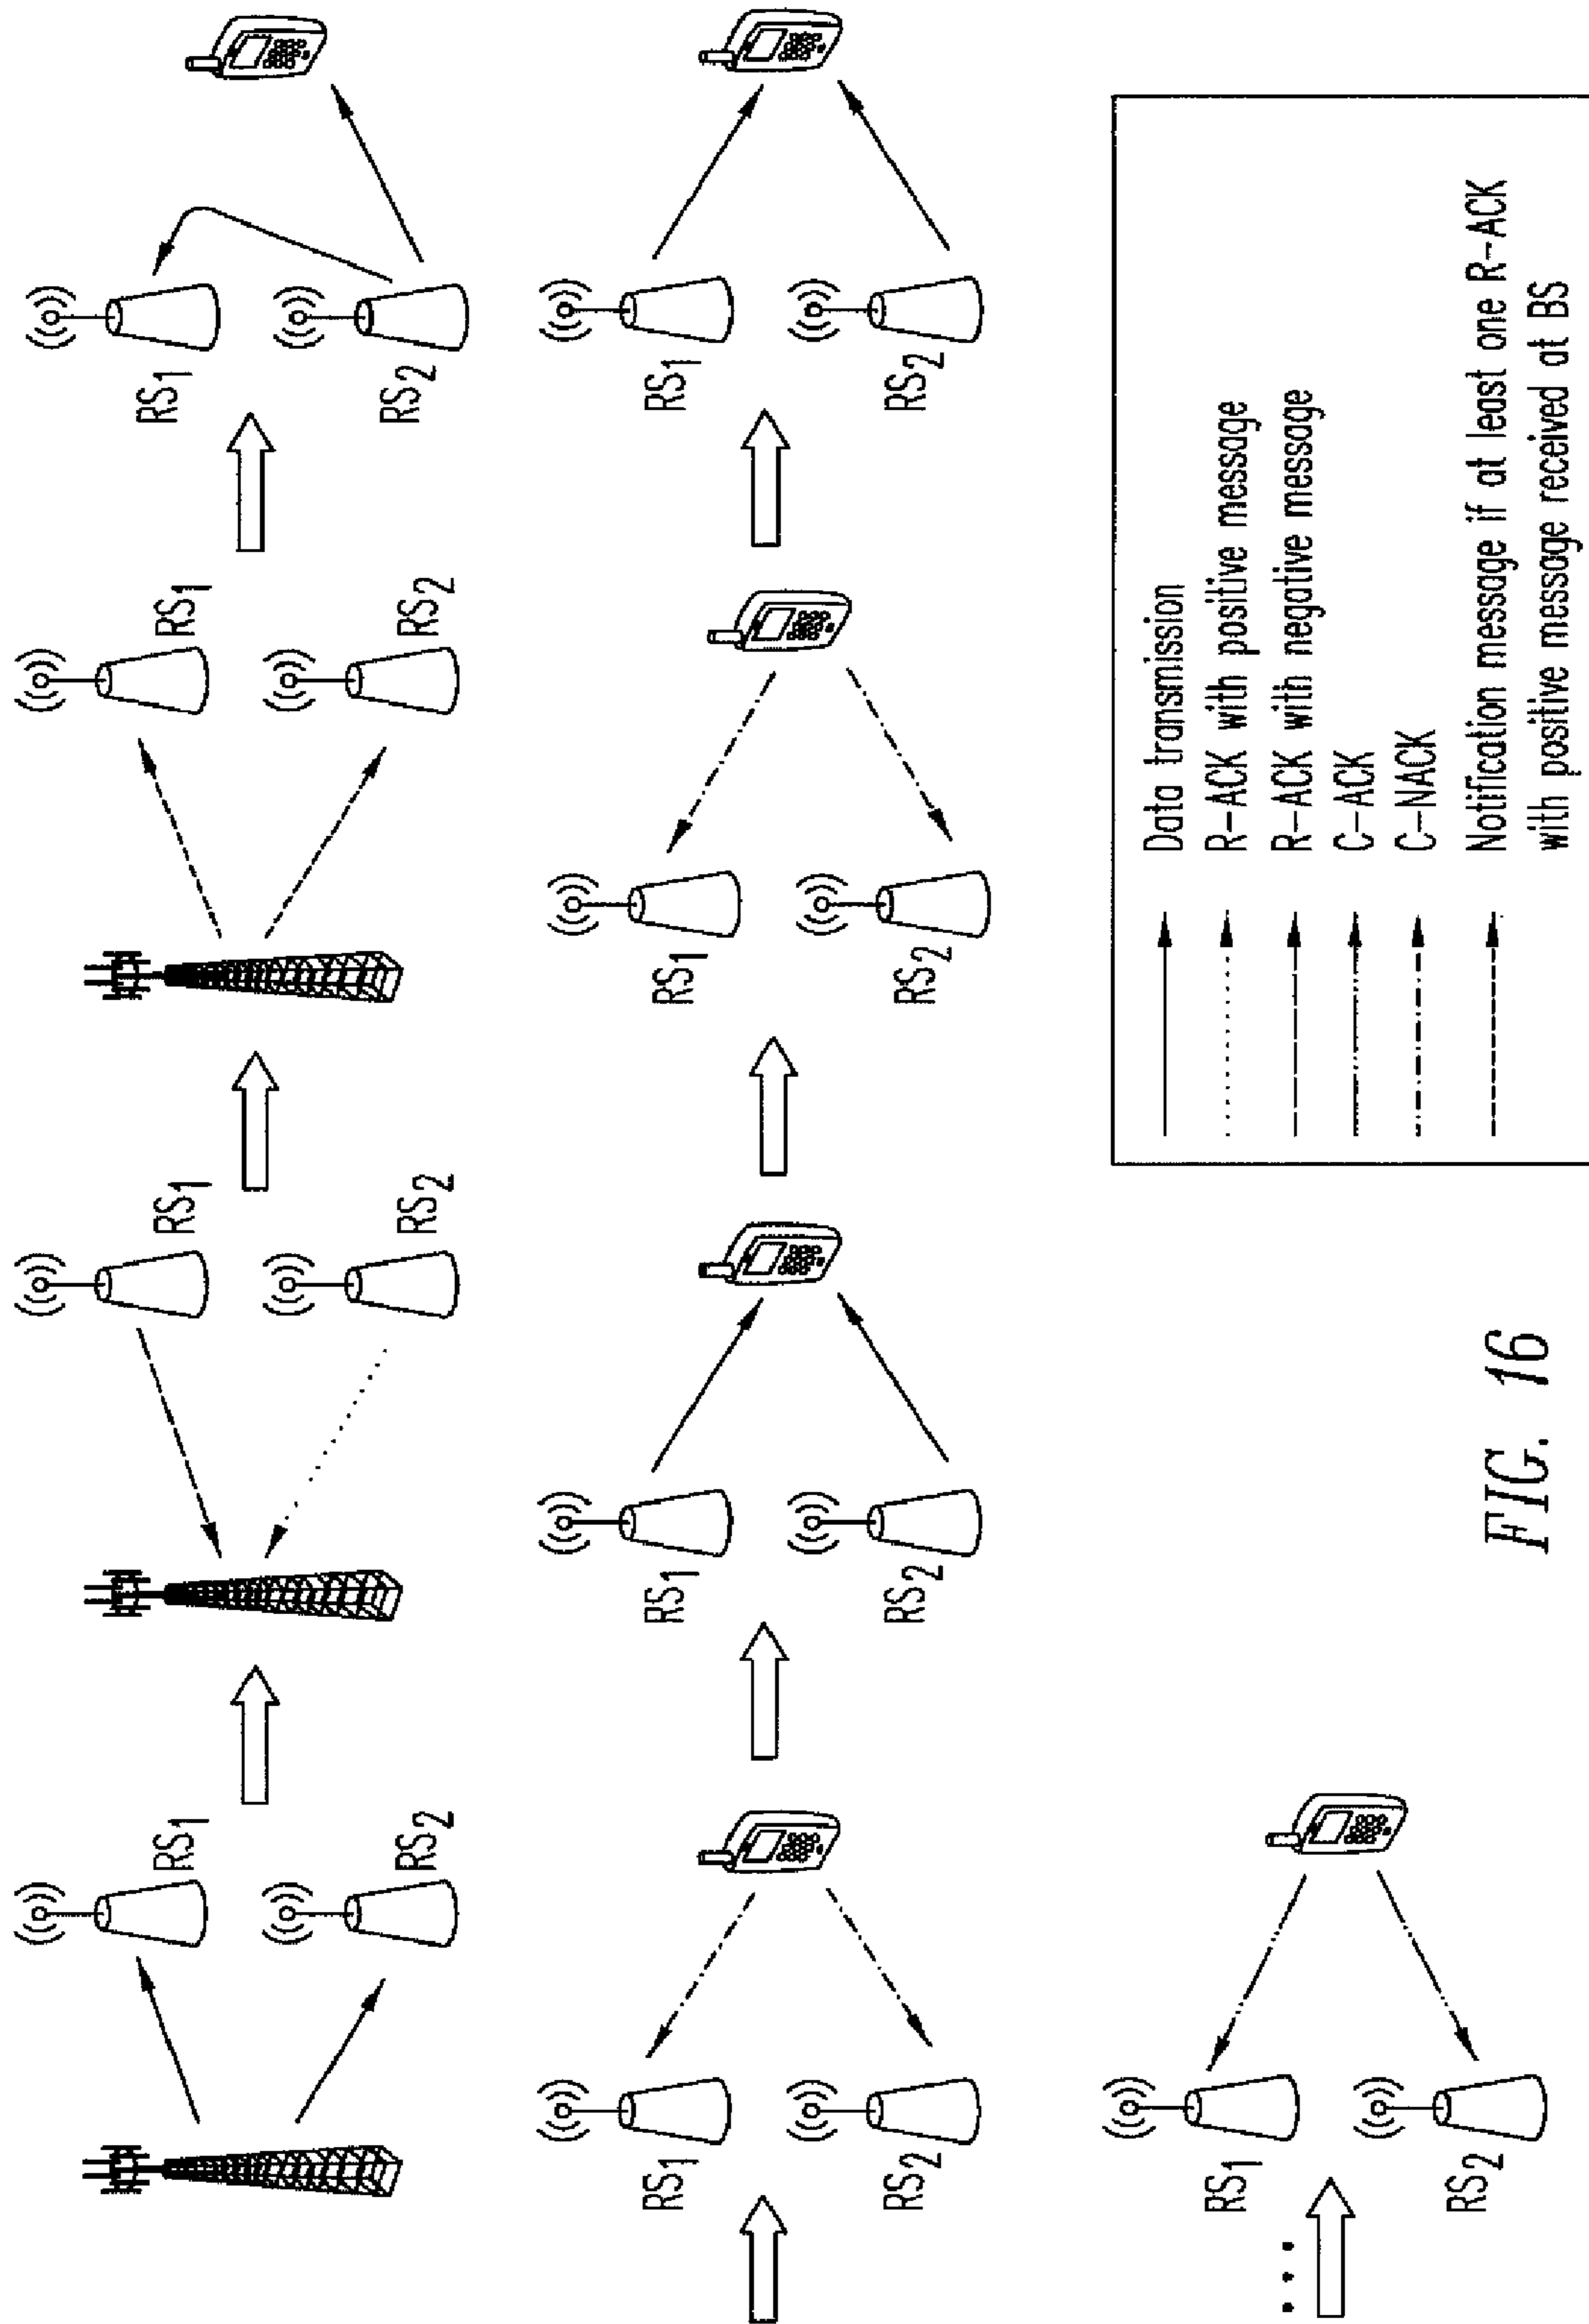 RS₁
RS₂
RS₁
RS₂
RS₁
RS₂
RS₁
RS₂
RS₁
RS₂
RS₁
RS₂
RS₁
RS₂
RS₁
RS₂
...
RS₁
RS₂
Data transmission
R-ACK with positive message
R-ACK with negative message
C-ACK
C-NACK
Notification message if at least one R-ACK
with positive message received at BS
FIG. 16